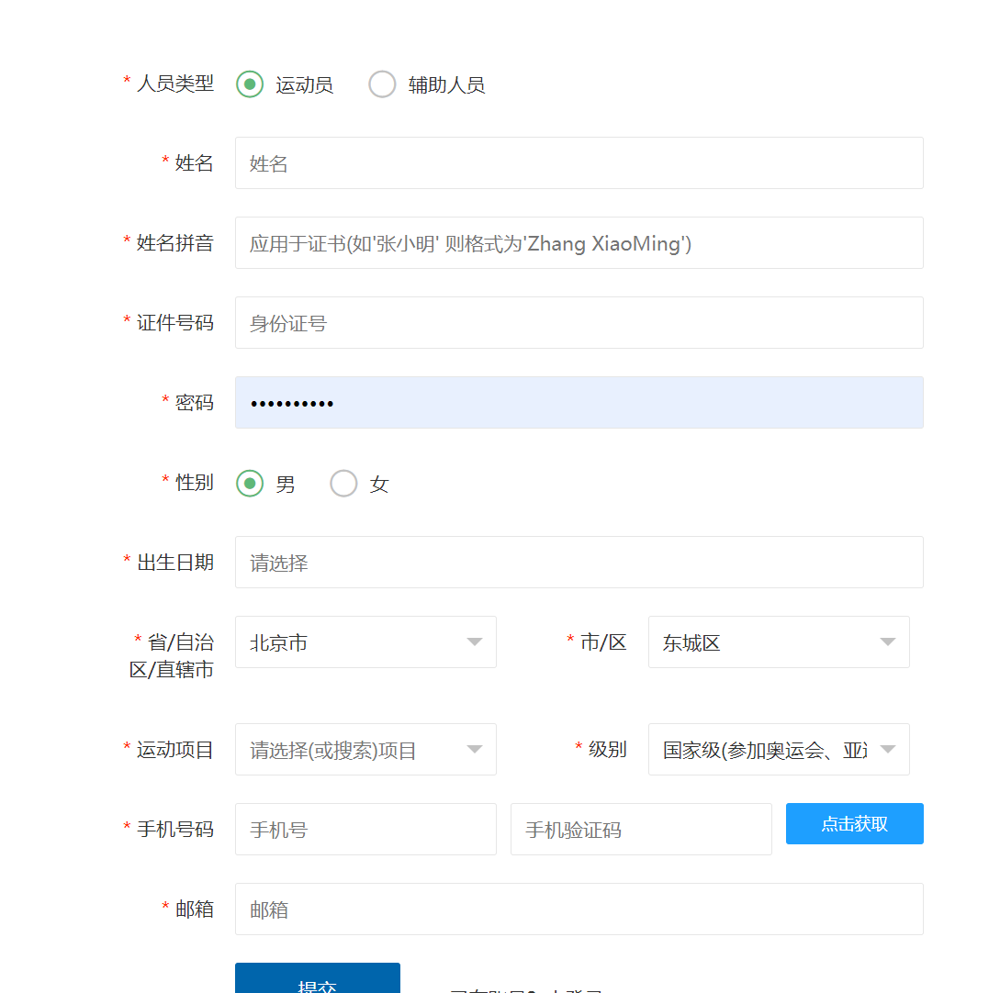 * 人员类型 运动员 辅助人员
* 姓名 姓名
* 姓名拼音 应用于证书(如'张小明' 则格式为'Zhang XiaoMing')
* 证件号码 身份证号
* 密码 ••••••••••
* 性别 男 女
* 出生日期 请选择
* 省/自治 北京市 * 市/区 东城区
区/直辖市
* 运动项目 请选择(或搜索)项目 * 级别 国家级(参加奥运会、亚
* 手机号码 手机号 手机验证码 点击获取
* 邮箱 邮箱
提交